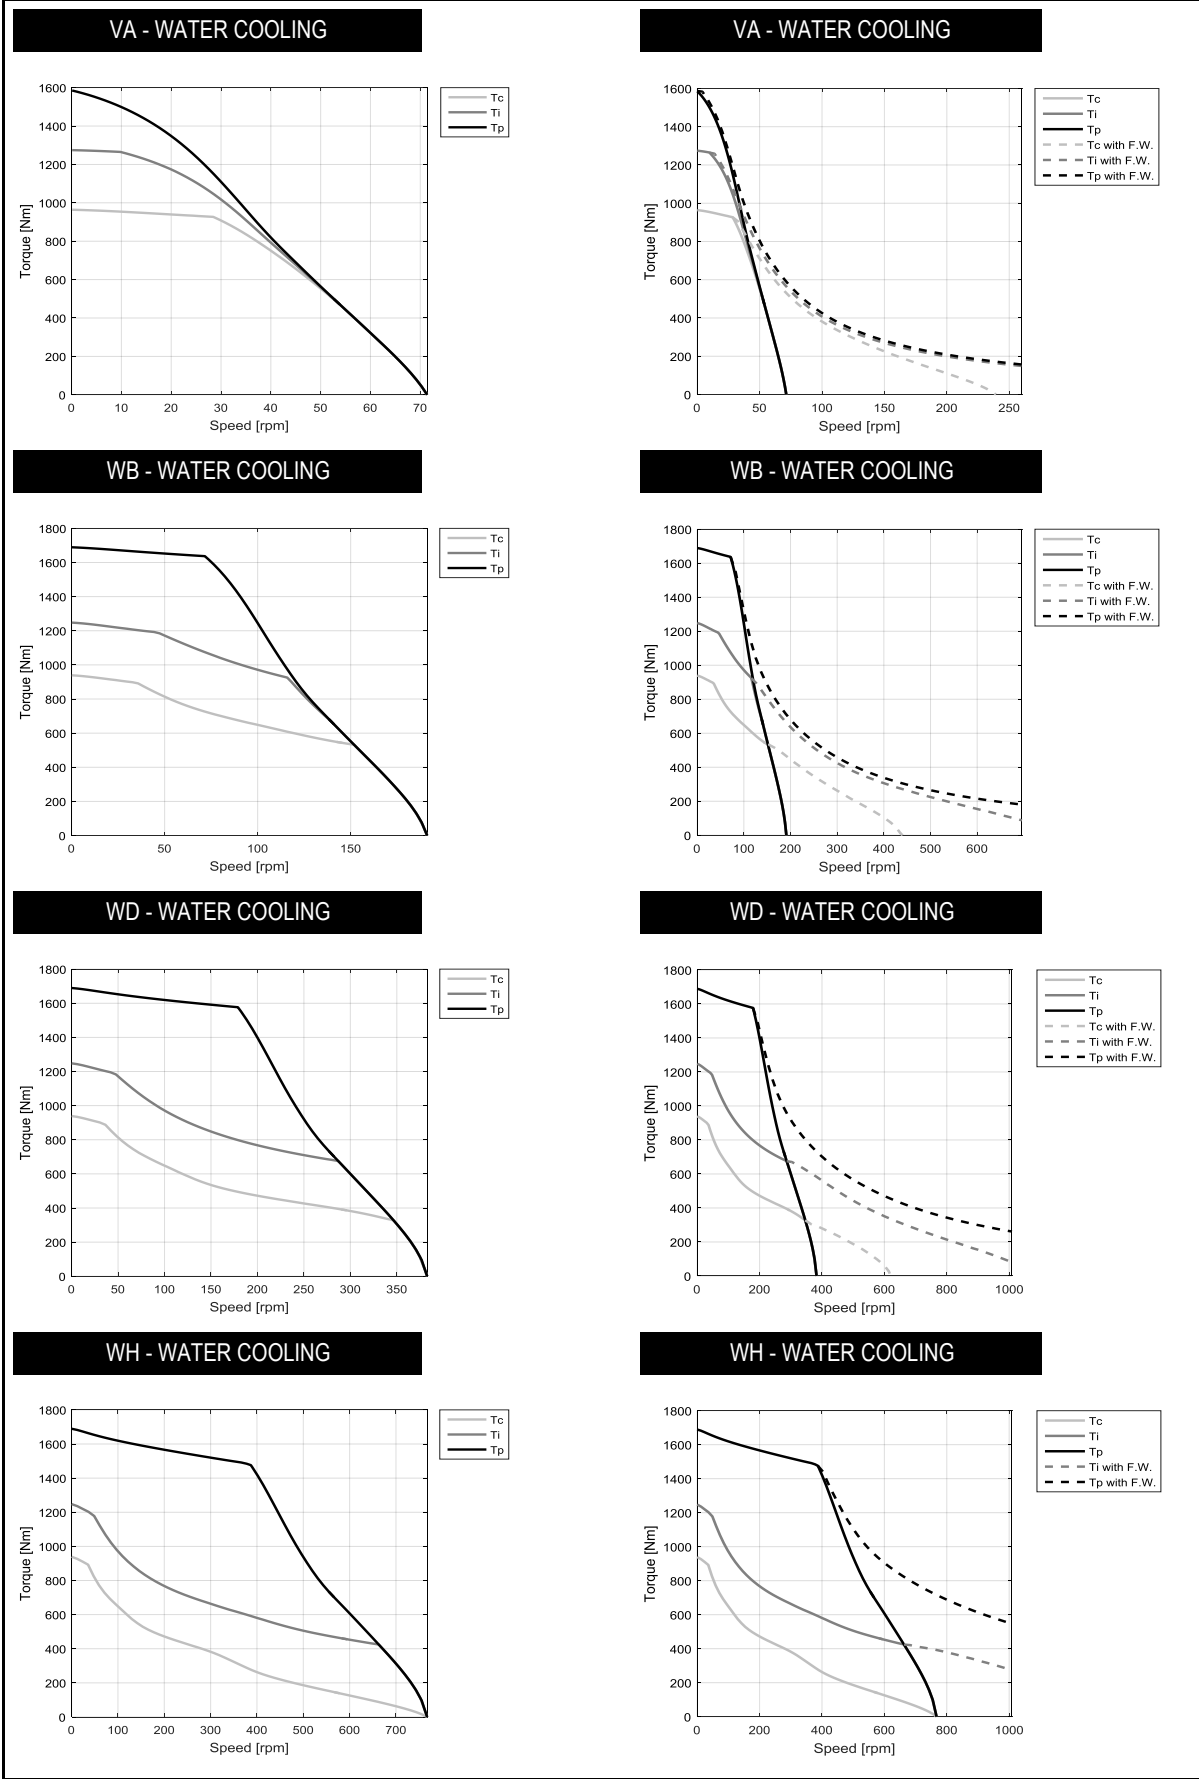 VA - WATER COOLING
VA - WATER COOLING
Torque [Nm]
1600
1400
1200
1000
800
600
400
200
0
0 10 20 30 40 50 60 70
Speed [rpm]
Tc
Ti
Tp
Torque [Nm]
1600
1400
1200
1000
800
600
400
200
0
0 50 100 150 200 250
Speed [rpm]
Tc
Ti
Tp
Tc with F.W.
Ti with F.W.
Tp with F.W.
WB - WATER COOLING
WB - WATER COOLING
Torque [Nm]
1800
1600
1400
1200
1000
800
600
400
200
0
0 50 100 150
Speed [rpm]
Tc
Ti
Tp
Torque [Nm]
1800
1600
1400
1200
1000
800
600
400
200
0
0 100 200 300 400 500 600
Speed [rpm]
Tc
Ti
Tp
Tc with F.W.
Ti with F.W.
Tp with F.W.
WD - WATER COOLING
WD - WATER COOLING
Torque [Nm]
1800
1600
1400
1200
1000
800
600
400
200
0
0 50 100 150 200 250 300 350
Speed [rpm]
Tc
Ti
Tp
Torque [Nm]
1800
1600
1400
1200
1000
800
600
400
200
0
0 200 400 600 800 1000
Speed [rpm]
Tc
Ti
Tp
Tc with F.W.
Ti with F.W.
Tp with F.W.
WH - WATER COOLING
WH - WATER COOLING
Torque [Nm]
1800
1600
1400
1200
1000
800
600
400
200
0
0 100 200 300 400 500 600 700
Speed [rpm]
Tc
Ti
Tp
Torque [Nm]
1800
1600
1400
1200
1000
800
600
400
200
0
0 200 400 600 800 1000
Speed [rpm]
Tc
Ti
Tp
Ti with F.W.
Tp with F.W.